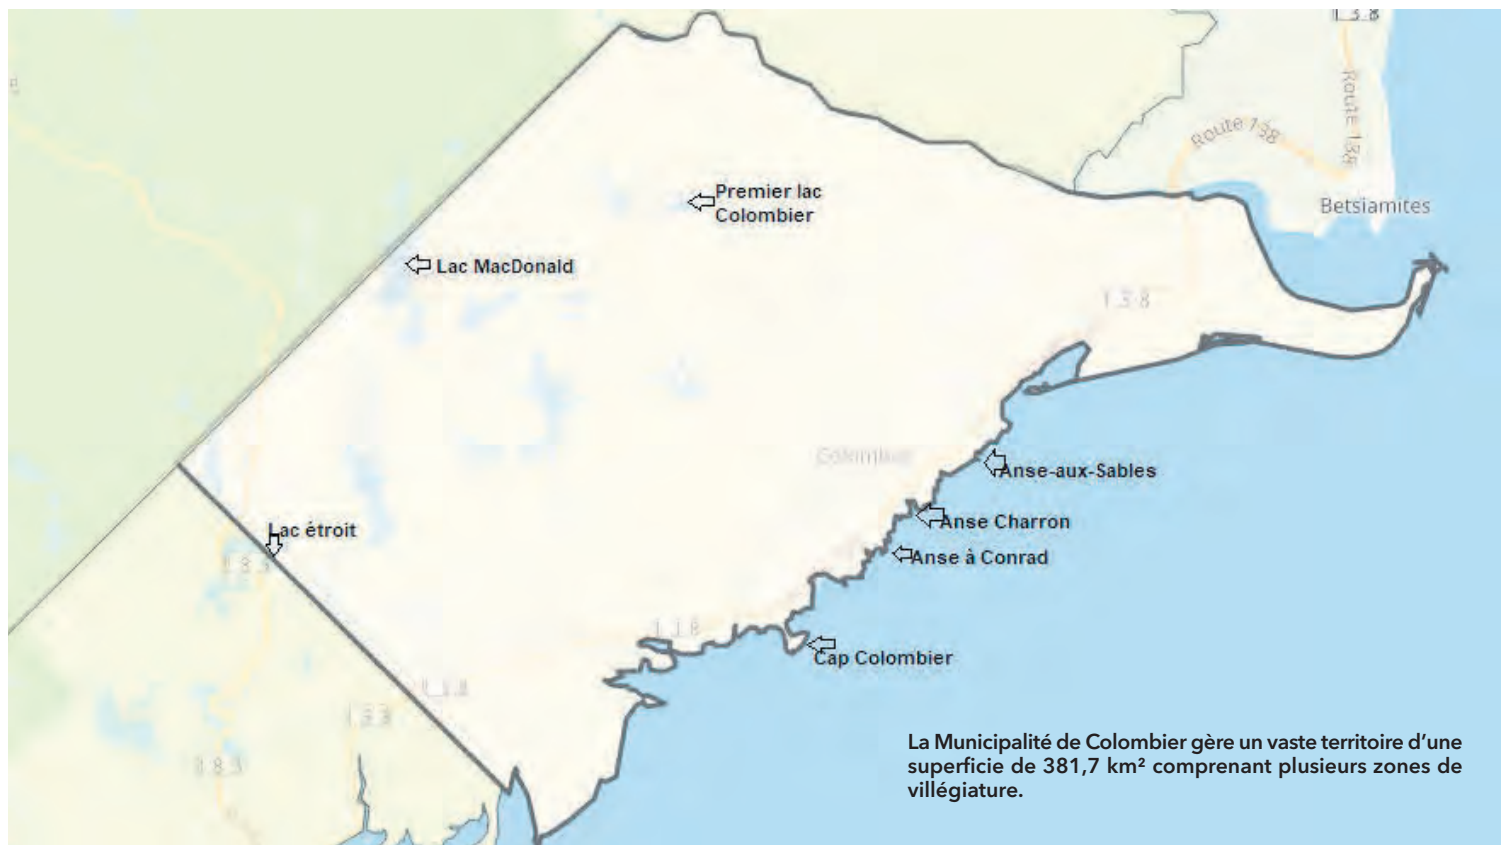 138
Route 138
Route 138
Betsiamites
Premier lac
Colombier
Lac MacDonald
138
Colombier
Anse-aux-Sables
Anse Charron
Lac étroit
Anse à Conrad
138
Cap Colombier
138
La Municipalité de Colombier gère un vaste territoire d'une
superficie de 381,7 km² comprenant plusieurs zones de
villégiature.